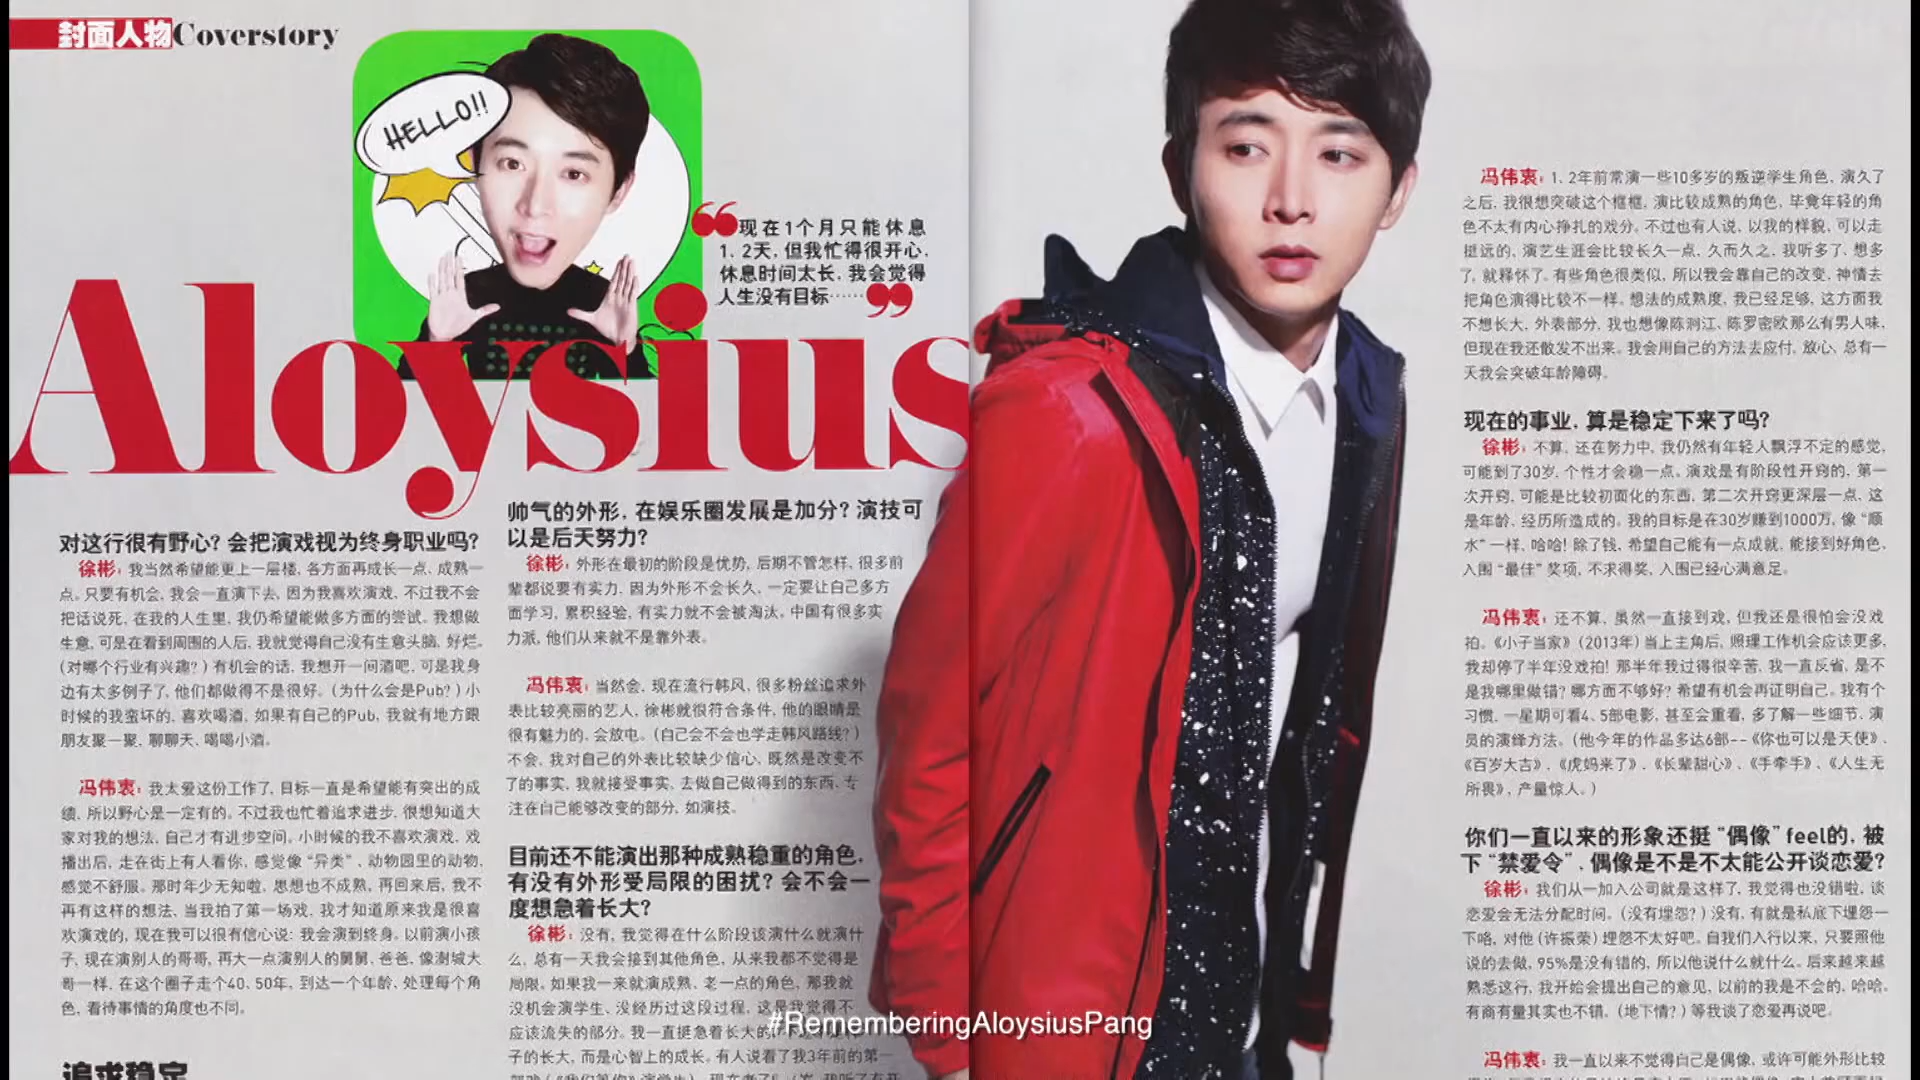 封面人物Coverstory
HELLO!!
“现在1个月只能休息
1、2天，但我忙得很开心，
休息时间太长，我会觉得
人生没有目标……”
Aloysius
对这行很有野心？会把演戏视为终身职业吗？
徐彬：我当然希望能更上一层楼，各方面再成长一点、成熟一
点。只要有机会，我会一直演下去，因为我喜欢演戏，不过我不会
把话说死，在我的人生里，我仍希望能做多方面的尝试。我想做
生意，可是在看到周围的人后，我就觉得自己没有生意头脑，好烂。
（对哪个行业有兴趣？）有机会的话，我想开一间酒吧，可是我身
边有太多例子了，他们都做得不是很好。（为什么会是Pub？）小
时候的我蛮坏的，喜欢喝酒，如果有自己的Pub，我就有地方跟
朋友聚一聚，聊聊天、喝喝小酒。
冯伟衷：我太爱这份工作了，目标一直是希望能有突出的成
绩，所以野心是一定有的。不过我也忙着追求进步，很想知道大
家对我的想法，自己才有进步空间。小时候的我不喜欢演戏，戏
播出后，走在街上有人看你，感觉像“异类”、动物园里的动物，
感觉不舒服。那时年少无知啦，思想也不成熟，再回来后，我不
再有这样的想法，当我拍了第一场戏，我才知道原来我是很喜
欢演戏的，现在我可以很有信心说：我会演到终身。以前演小孩
子，现在演别人的哥哥，再大一点演别人的舅舅、爸爸，像澍城大
哥一样，在这个圈子走个40、50年，到达一个年龄，处理每个角
色，看待事情的角度也不同。
追求稳定
帅气的外形，在娱乐圈发展是加分？演技可
以是后天努力？
徐彬：外形在最初的阶段是优势，后期不管怎样，很多前
辈都说要有实力，因为外形不会长久，一定要让自己多方
面学习，累积经验，有实力就不会被淘汰。中国有很多实
力派，他们从来就不是靠外表。
冯伟衷：当然会，现在流行韩风，很多粉丝追求外
表比较亮丽的艺人，徐彬就很符合条件，他的眼睛是
很有魅力的，会放电。（自己会不会也学走韩风路线？）
不会，我对自己的外表比较缺少信心，既然是改变不
了的事实，我就接受事实，去做自己做得到的东西，专
注在自己能够改变的部分，如演技。
目前还不能演出那种成熟稳重的角色，
有没有外形受局限的困扰？会不会一
度想急着长大？
徐彬：没有，我觉得在什么阶段该演什么就演什
么，总有一天我会接到其他角色，从来我都不觉得是
局限。如果我一来就演成熟、老一点的角色，那我就
没机会演学生、没经历过这段过程，这是我觉得不
应该流失的部分。我一直挺急着长大的
子的长大，而是心智上的成长。有人说看了我3年前的第一
冯伟衷：1、2年前常演一些10多岁的叛逆学生角色，演久了
之后，我很想突破这个框框，演比较成熟的角色，毕竟年轻的角
色不太有内心挣扎的戏分。不过也有人说，以我的样貌，可以走
挺远的，演艺生涯会比较长久一点，久而久之，我听多了，想多
了，就释怀了。有些角色很类似，所以我会靠自己的改变，神情去
把角色演得比较不一样。想法的成熟度，我已经足够，这方面我
不想长大，外表部分，我也想像陈泂江、陈罗密欧那么有男人味，
但现在我还散发不出来。我会用自己的方法去应付，放心，总有一
天我会突破年龄障碍。
现在的事业，算是稳定下来了吗？
徐彬：不算，还在努力中，我仍然有年轻人飘浮不定的感觉，
可能到了30岁，个性才会稳一点。演戏是有阶段性开窍的，第一
次开窍，可能是比较初面化的东西，第二次开窍更深层一点，这
是年龄、经历所造成的。我的目标是在30岁赚到1000万，像“顺
水”一样，哈哈！除了钱，希望自己能有一点成就，能接到好角色，
入围“最佳”奖项，不求得奖，入围已经心满意足。
冯伟衷：还不算，虽然一直接到戏，但我还是很怕会没戏
拍。《小子当家》（2013年）当上主角后，照理工作机会应该更多，
我却停了半年没戏拍！那半年我过得很辛苦，我一直反省，是不
是我哪里做错？哪方面不够好？希望有机会再证明自己。我有个
习惯，一星期可看4、5部电影，甚至会重看，多了解一些细节，演
员的演绎方法。（他今年的作品多达6部--《你也可以是天使》、
《百岁大吉》、《虎妈来了》、《长辈甜心》、《手牵手》、《人生无
所畏》，产量惊人。）
你们一直以来的形象还挺“偶像”feel的，被
下“禁爱令”，偶像是不是不太能公开谈恋爱？
徐彬：我们从一加入公司就是这样了，我觉得也没错啦，谈
恋爱会无法分配时间。（没有埋怨？）没有，有就是私底下埋怨一
下咯，对他（许振荣）埋怨不太好吧。自我们入行以来，只要照他
说的去做，95%是没有错的，所以他说什么就什么。后来越来越
熟悉这行，我开始会提出自己的意见，以前的我是不会的，哈哈，
有商有量其实也不错。（地下情？）等我谈了恋爱再说吧。
冯伟衷：我一直以来不觉得自己是偶像，或许可能外形比较
#RememberingAloysiusPang